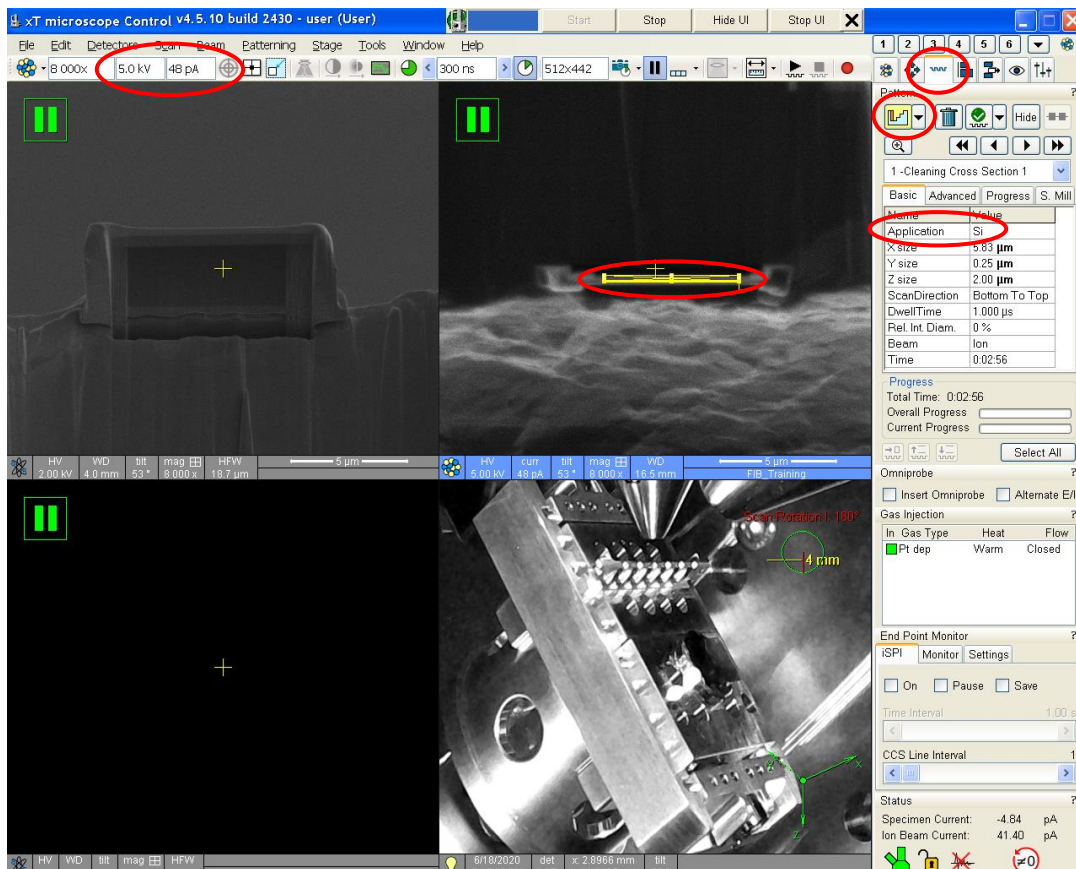 xT microscope Control v4.5.10 build 2430 - user (User)
Start Stop Hide UI Stop UI X
File Edit Detectors Scan Beam Patterning Stage Tools Window Help
8 000x 5.0 kV 48 pA 300 ns 512x442
1 2 3 4 5 6
Pattern ?
Hide
1 -Cleaning Cross Section 1
Basic Advanced Progress S. Mill
Name Value
Application Si
X size 5.83 µm
Y size 0.25 µm
Z size 2.00 µm
ScanDirection Bottom To Top
DwellTime 1.000 µs
Rel. Int. Diam. 0 %
Beam Ion
Time 0:02:56
Progress
Total Time: 0:02:56
Overall Progress
Current Progress
Select All
Omniprobe ?
Insert Omniprobe Alternate E/I
Gas Injection ?
In Gas Type Heat Flow
Pt dep Warm Closed
End Point Monitor ?
iSPI Monitor Settings
On Pause Save
Time Interval 1,00 s
CCS Line Interval 1
Status ?
Specimen Current: -4.84 pA
Ion Beam Current: 41.40 pA
≠0
HV WD tilt mag HFW 5 µm
2.00 kV 4.0 mm 53 ° 8 000 x 18.7 µm
HV curr tilt mag WD 5 µm
5.00 kV 48 pA 53 ° 8 000 x 16.5 mm FIB_Training
Scan Rotation I: 180°
4 mm
x
z
HV WD tilt mag HFW
6/18/2020 det x: 2.8966 mm tilt